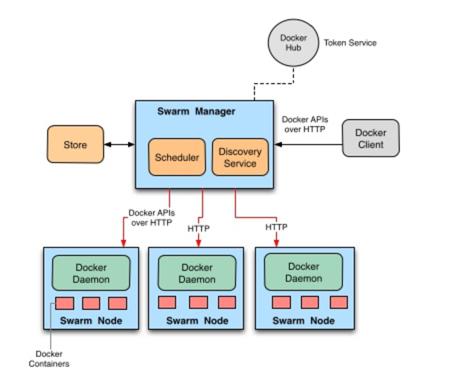 Docker
Hub
Token Service
Swarm Manager
Docker APIs
over HTTP
Store
Scheduler
Discovery
Service
Docker
Client
Docker APIs
over HTTP
HTTP
HTTP
Docker
Daemon
Docker
Daemon
Docker
Daemon
Swarm Node
Swarm Node
Swarm Node
Docker
Containers